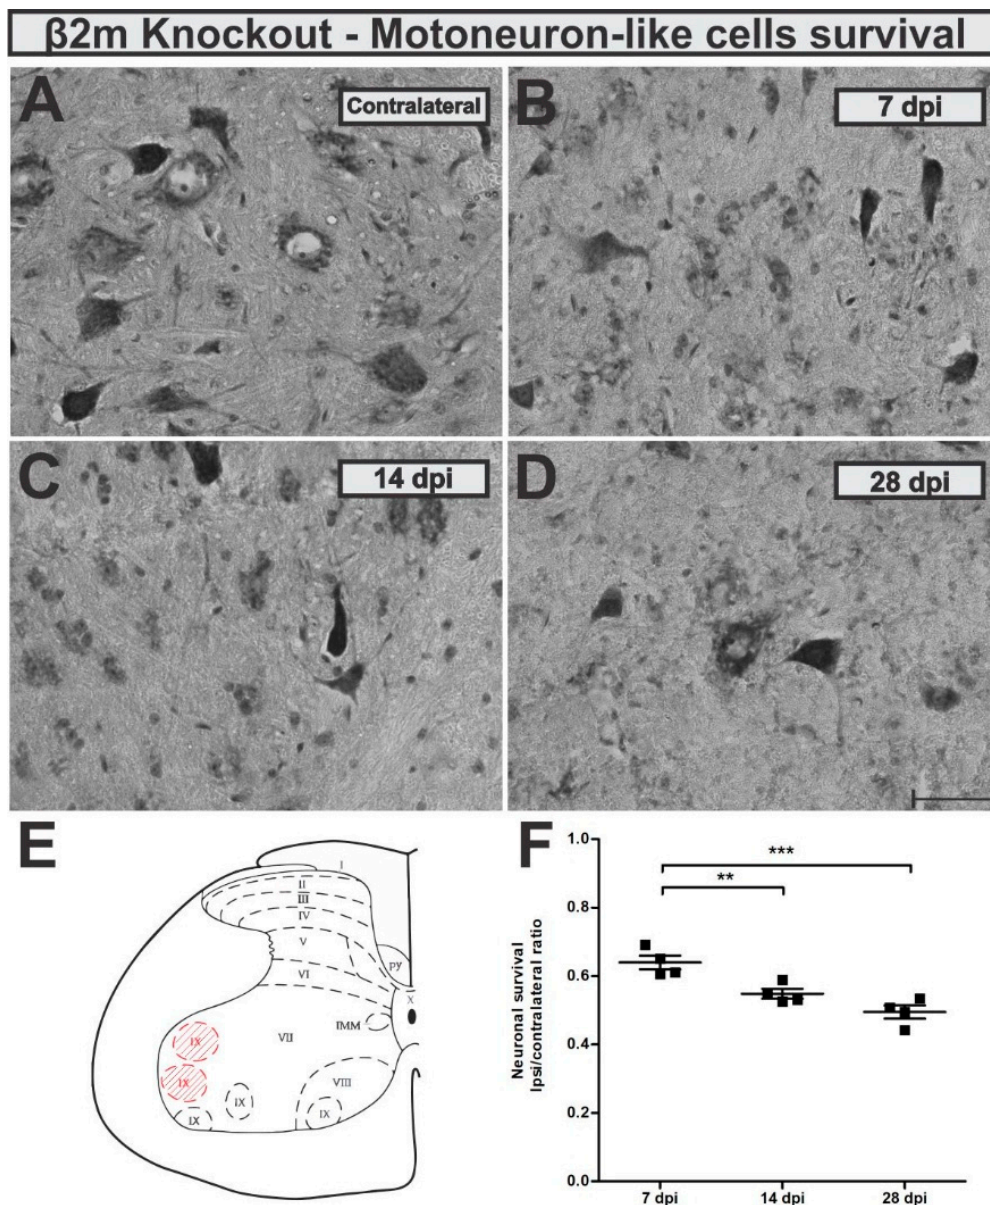 β2m Knockout - Motoneuron-like cells survival
A
Contralateral
B
7 dpi
C
14 dpi
D
28 dpi
E
I
II
III
IV
V
VI
py
X
IMM
VII
IX
IX
VIII
IX
IX
IX
F
Neuronal survival
Ipsi/contralateral ratio
1.0
0.8
0.6
0.4
0.2
0.0
***
**
7 dpi
14 dpi
28 dpi